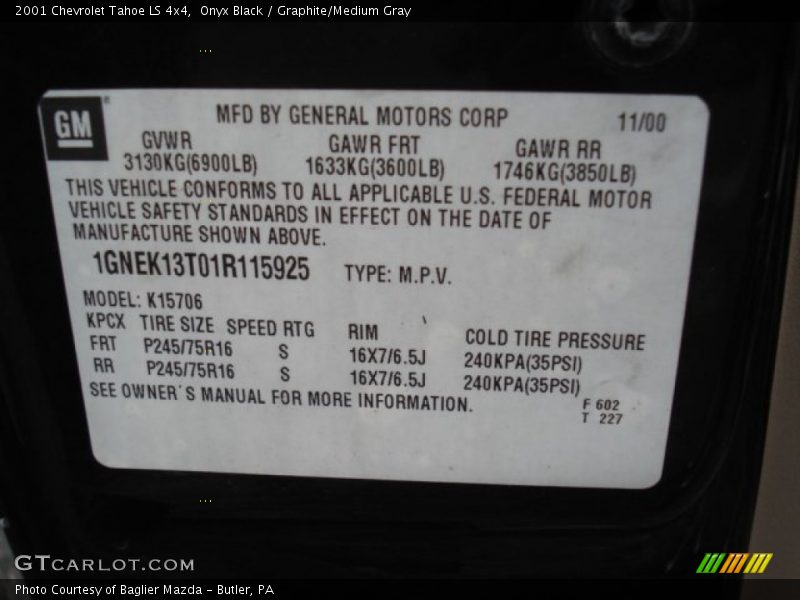 2001 Chevrolet Tahoe LS 4x4,  Onyx Black / Graphite/Medium Gray
...
GM
MFD BY GENERAL MOTORS CORP 11/00
GVWR GAWR FRT GAWR RR
3130KG(6900LB) 1633KG(3600LB) 1746KG(3850LB)
THIS VEHICLE CONFORMS TO ALL APPLICABLE U.S. FEDERAL MOTOR
VEHICLE SAFETY STANDARDS IN EFFECT ON THE DATE OF
MANUFACTURE SHOWN ABOVE.
1GNEK13T01R115925 TYPE: M.P.V.
MODEL: K15706
KPCX TIRE SIZE SPEED RTG RIM COLD TIRE PRESSURE
FRT P245/75R16 S 16X7/6.5J 240KPA(35PSI)
RR P245/75R16 S 16X7/6.5J 240KPA(35PSI)
SEE OWNER'S MANUAL FOR MORE INFORMATION.
F 602
T 227
...
GTCARLOT.COM
Photo Courtesy of Baglier Mazda - Butler, PA